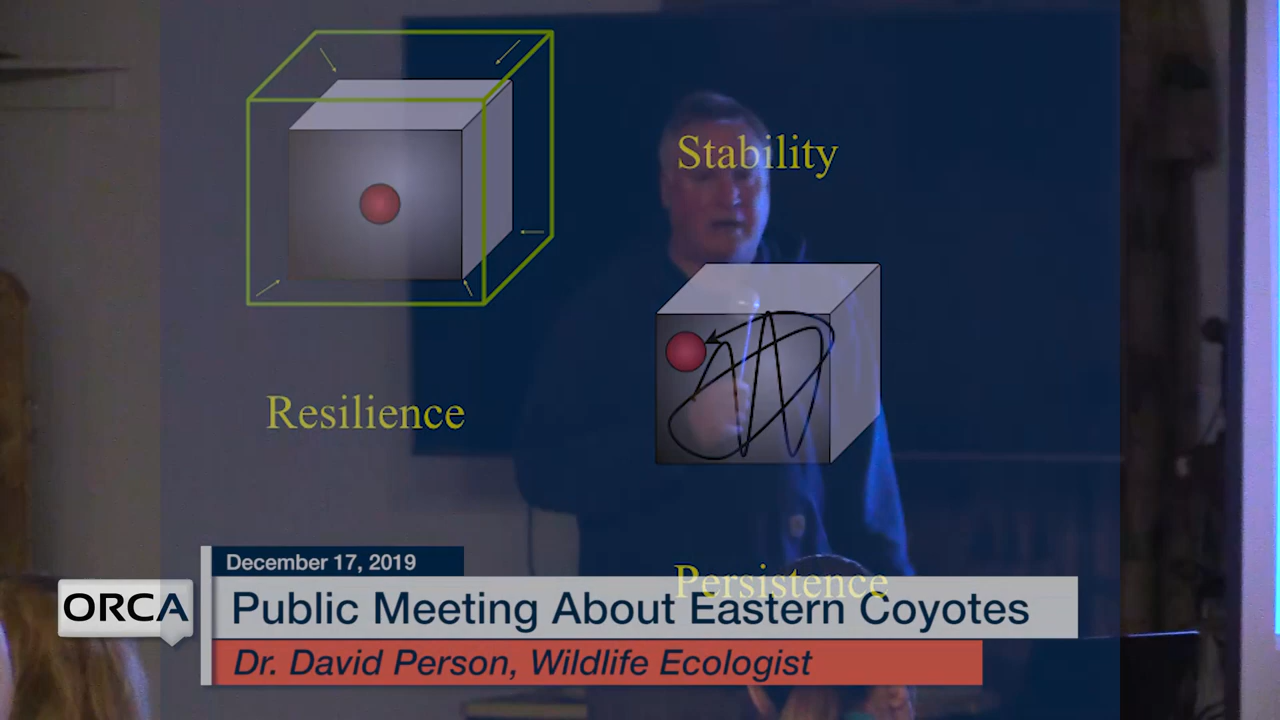 Stability
Resilience
Persistence
December 17, 2019
ORCA
Public Meeting About Eastern Coyotes
Dr. David Person, Wildlife Ecologist